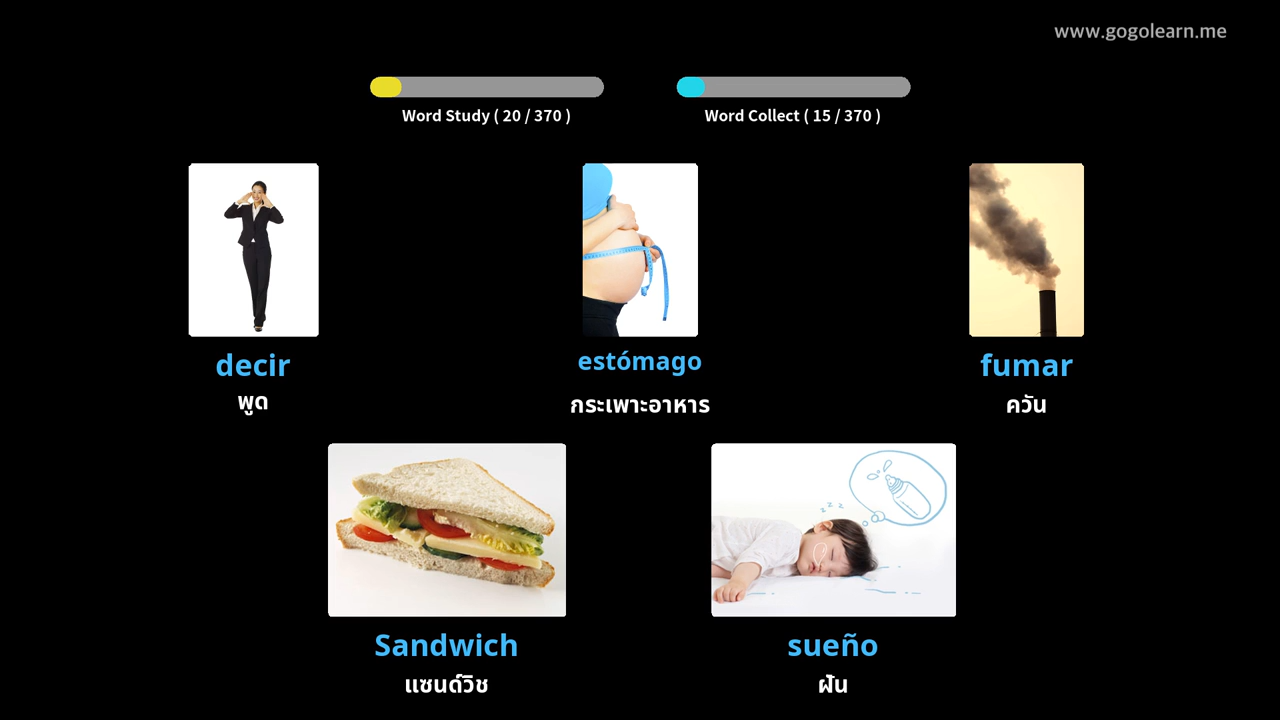 www.gogolearn.me
Word Study ( 20 / 370 )
Word Collect ( 15 / 370 )
decir
estómago
fumar
พูด
กระเพาะอาหาร
ควัน
Sandwich
sueño
แซนด์วิช
ฝัน